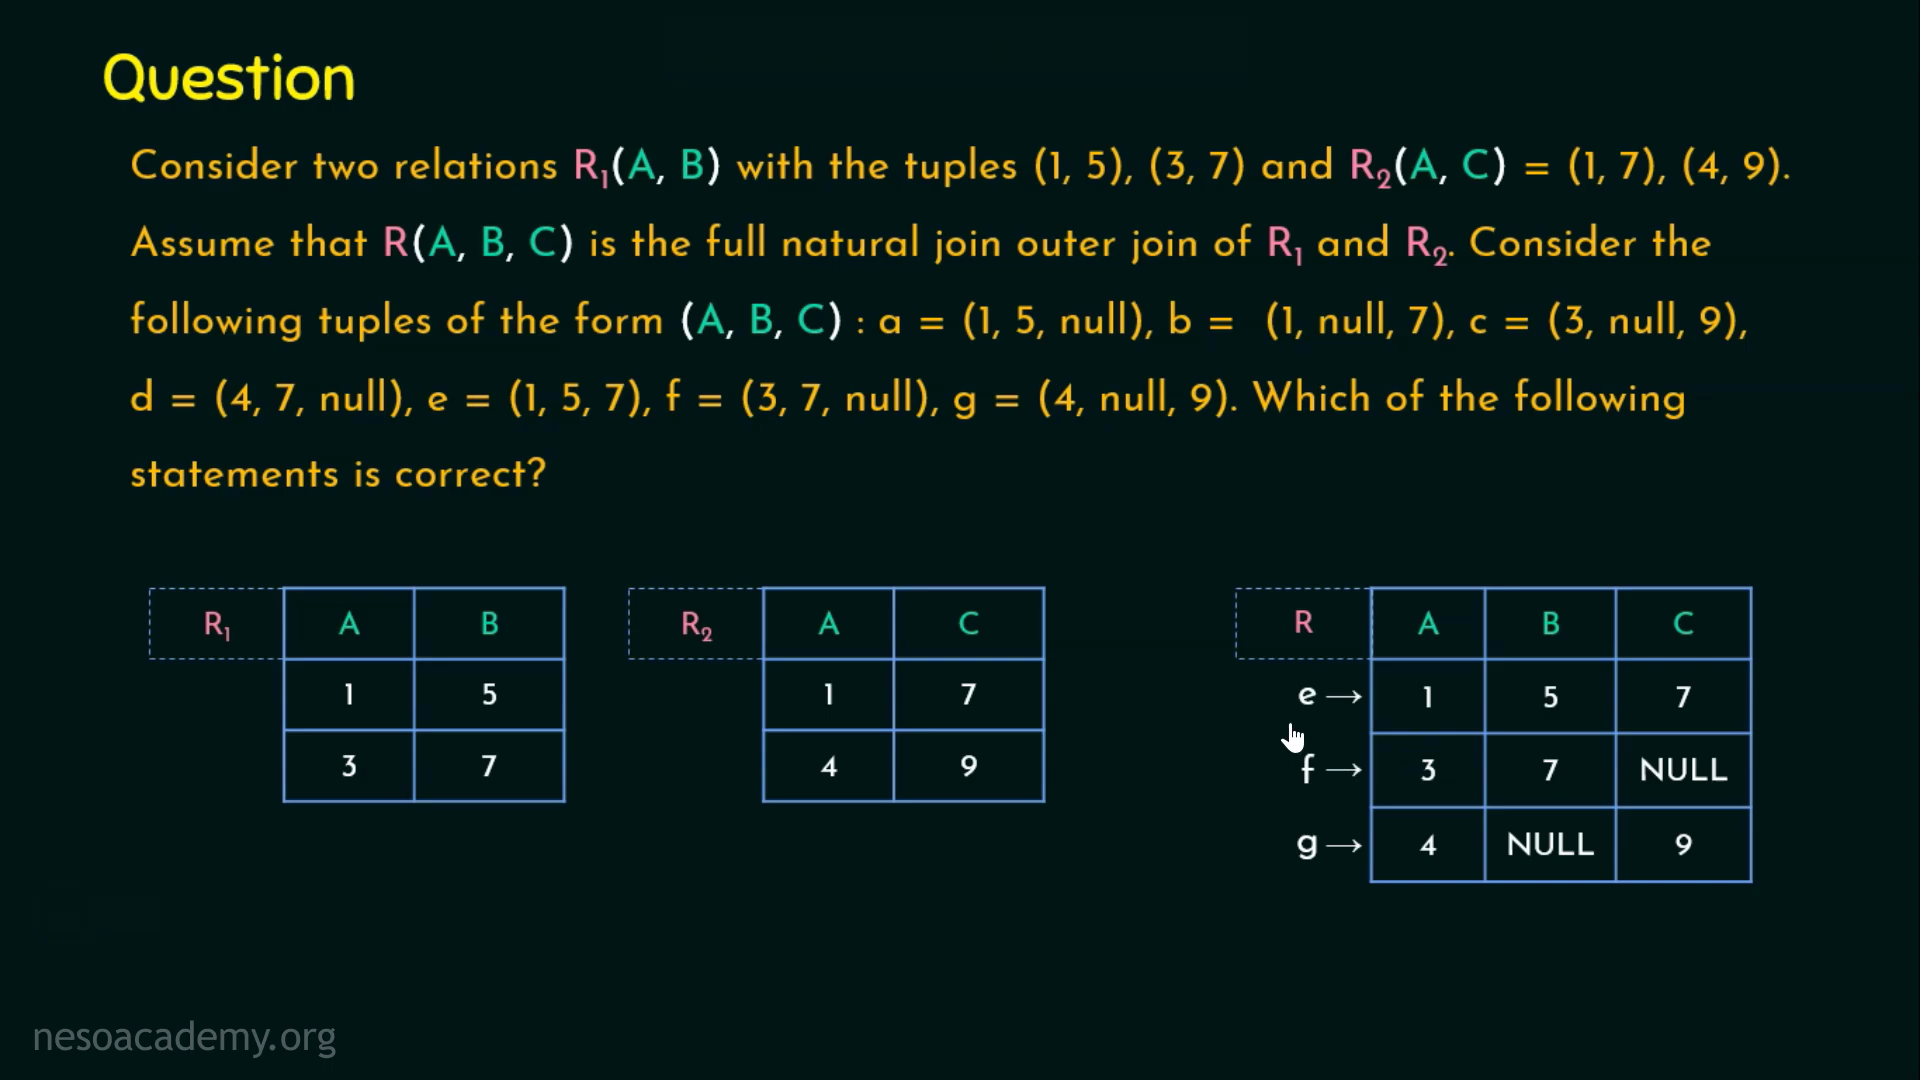 Question
Consider two relations R₁(A, B) with the tuples (1, 5), (3, 7) and R₂(A, C) = (1, 7), (4, 9).
Assume that R(A, B, C) is the full natural join outer join of R₁ and R₂. Consider the
following tuples of the form (A, B, C) : a = (1, 5, null), b = (1, null, 7), c = (3, null, 9),
d = (4, 7, null), e = (1, 5, 7), f = (3, 7, null), g = (4, null, 9). Which of the following
statements is correct?
R₁ A B
1 5
3 7
R₂ A C
1 7
4 9
R A B C
e → 1 5 7
f → 3 7 NULL
g → 4 NULL 9
nesoacademy.org